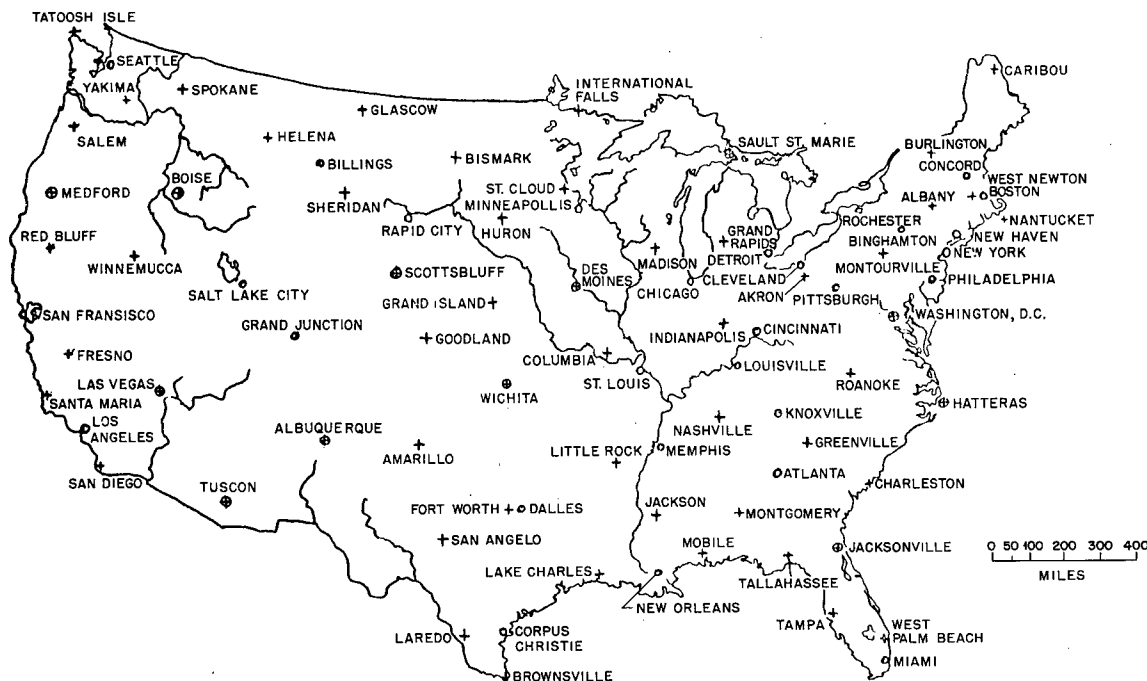 TATOOSH ISLE
SEATTLE
YAKIMA
SPOKANE
SALEM
GLASCOW
HELENA
BILLINGS
BISMARK
INTERNATIONAL
FALLS
SAULT ST. MARIE
CARIBOU
BURLINGTON
CONCORD
WEST NEWTON
BOSTON
ALBANY
NANTUCKET
MEDFORD
BOISE
SHERIDAN
ST. CLOUD
MINNEAPOLLIS
RAPID CITY
HURON
GRAND
RAPIDS
MADISON
DETROIT
ROCHESTER
BINGHAMTON
NEW HAVEN
NEW YORK
RED BLUFF
WINNEMUCCA
SALT LAKE CITY
SCOTTSBLUFF
DES
MOINES
CHICAGO
CLEVELAND
AKRON
MONTOURVILLE
PITTSBURGH
PHILADELPHIA
WASHINGTON, D.C.
SAN FRANSISCO
GRAND JUNCTION
GRAND ISLAND
GOODLAND
COLUMBIA
INDIANAPOLIS
CINCINNATI
LOUISVILLE
ST. LOUIS
ROANOKE
FRESNO
LAS VEGAS
SANTA MARIA
LOS
ANGELES
SAN DIEGO
WICHITA
KNOXVILLE
HATTERAS
ALBUQUERQUE
AMARILLO
LITTLE ROCK
NASHVILLE
MEMPHIS
GREENVILLE
ATLANTA
CHARLESTON
TUSCON
FORT WORTH
DALLES
JACKSON
MONTGOMERY
SAN ANGELO
MOBILE
JACKSONVILLE
LAKE CHARLES
NEW ORLEANS
TALLAHASSEE
LAREDO
CORPUS
CHRISTIE
BROWNSVILLE
TAMPA
WEST
PALM BEACH
MIAMI
0 50 100 200 300 400
MILES